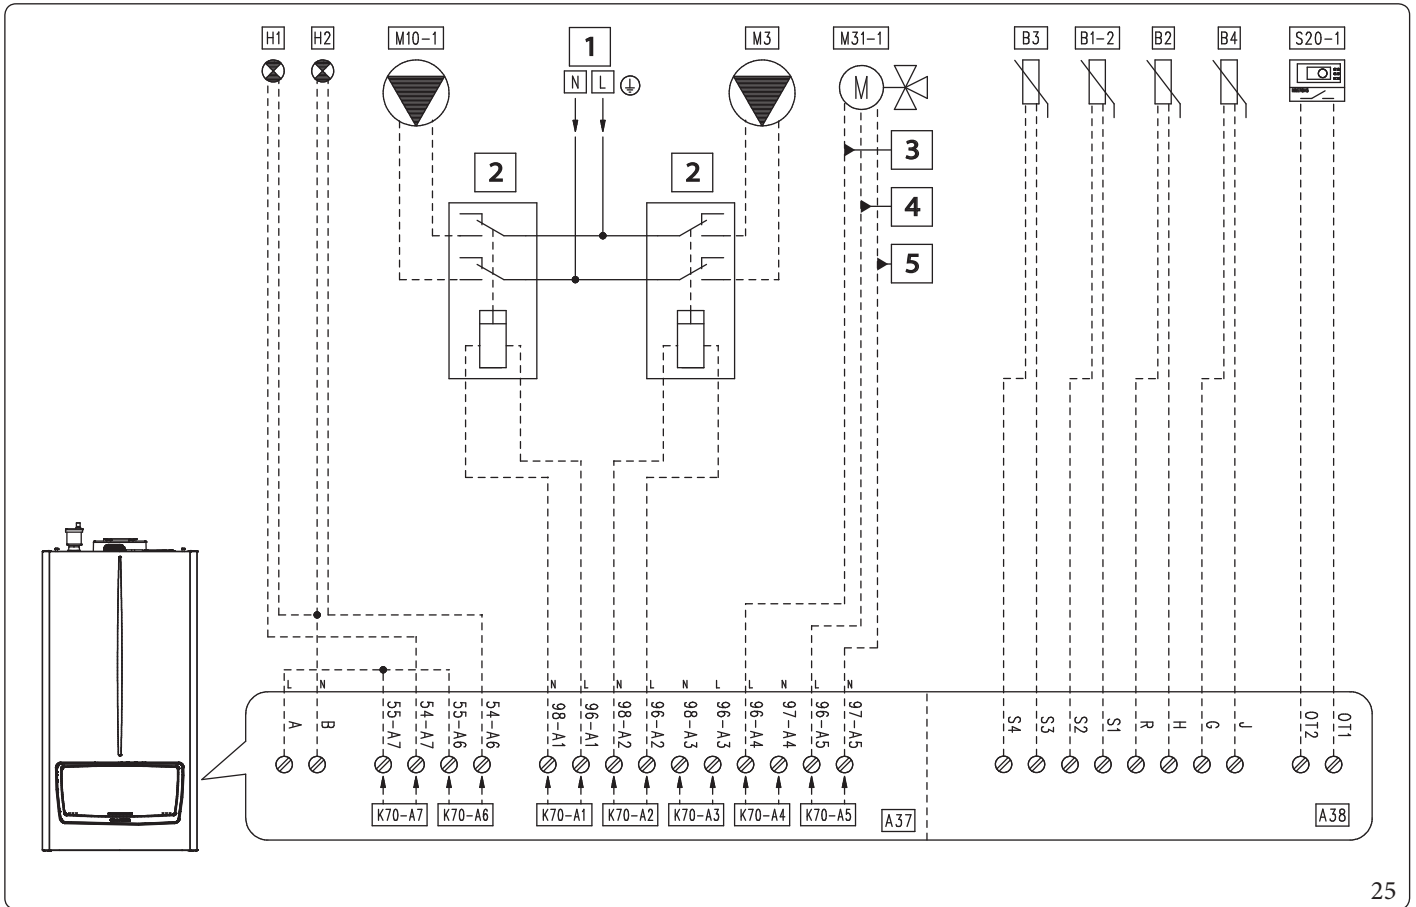 H1 H2 M10-1 1 M3 M31-1 B3 B1-2 B2 B4 S20-1
N L
M
3
2 2
4
5
L N N L N L N L L N L N
A B 55-A7 54-A7 55-A6 54-A6 98-A1 96-A1 98-A2 96-A2 98-A3 96-A3 96-A4 97-A4 96-A5 97-A5 S4 S3 S2 S1 R H G J OT2 OT1
K70-A7 K70-A6 K70-A1 K70-A2 K70-A3 K70-A4 K70-A5 A37 A38
25